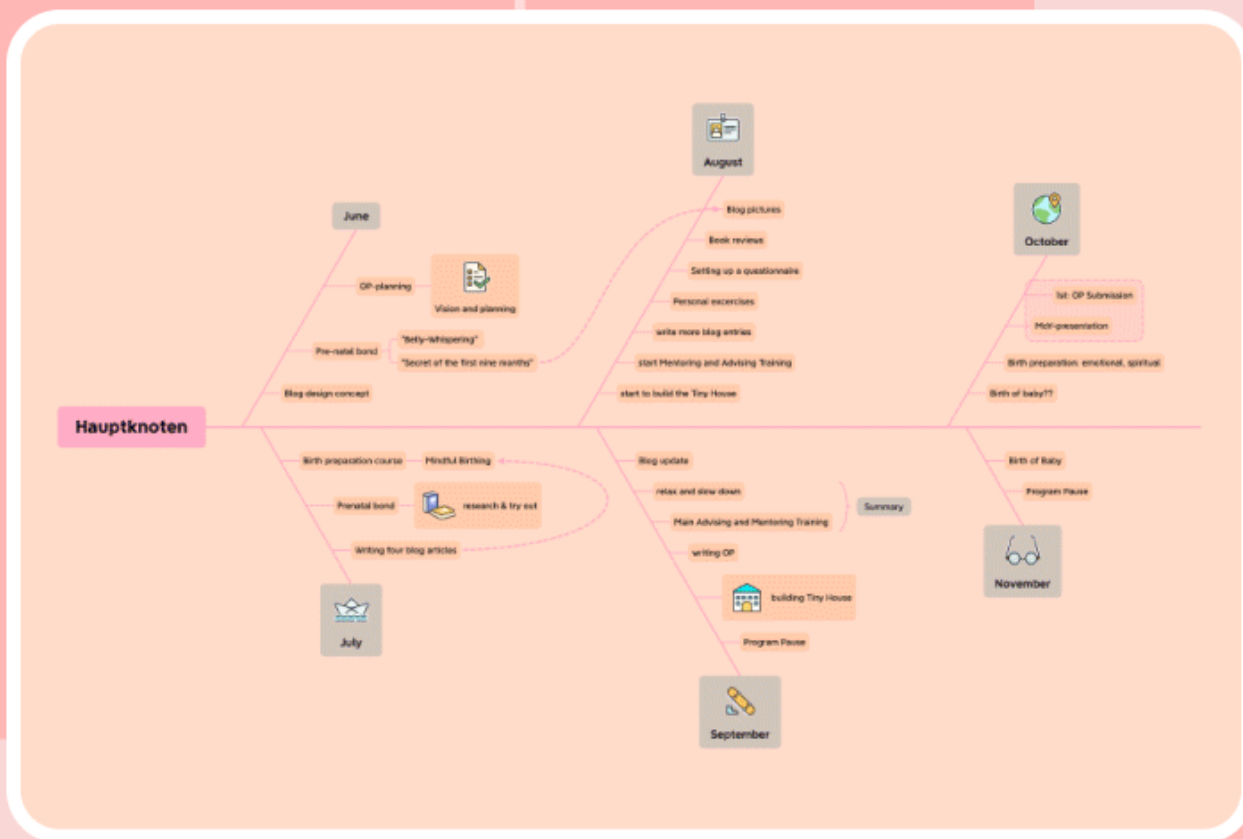 Hauptknoten
June
OP-planning
Vision and planning
Pre-natal bond
"Belly-Whispering"
"Secret of the first nine months"
Blog design concept
Birth preparation course
Mindful Birthing
Prenatal bond
research & try out
Writing four blog articles
July
August
Blog pictures
Book reviews
Setting up a questionnaire
Personal excercises
write more blog entries
start Mentoring and Advising Training
start to build the Tiny House
Blog update
relax and slow down
Main Advising and Mentoring Training
Summary
writing OP
building Tiny House
Program Pause
September
October
1st: OP Submission
MdY-presentation
Birth preparation: emotional, spiritual
Birth of baby??
Birth of Baby
Program Pause
November